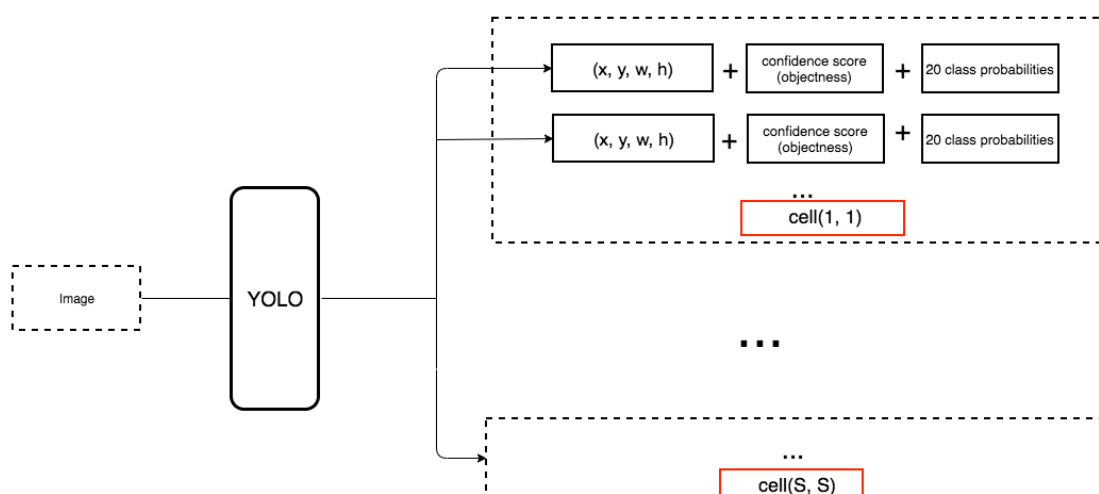 (x, y, w, h) + confidence score (objectness) + 20 class probabilities
(x, y, w, h) + confidence score (objectness) + 20 class probabilities
...
cell(1, 1)
Image
YOLO
...
...
cell(S, S)